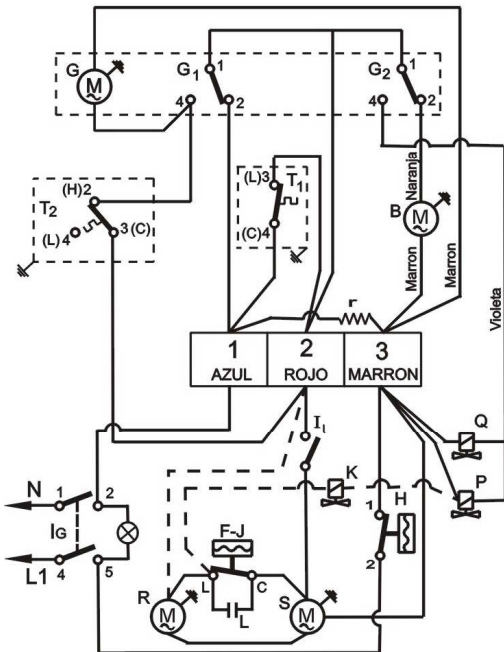 G
M
G1
1
4
2
G2
1
4
2
(H)2
T2
(L)4
3(C)
(L)3
T1
(C)4
Naranja
B
M
Marron
Marron
Violeta
r
1
2
3
AZUL
ROJO
MARRON
Il
Q
K
P
N
1
2
IG
L1
4
5
F-J
H
1
2
L
C
L
R
M
S
M